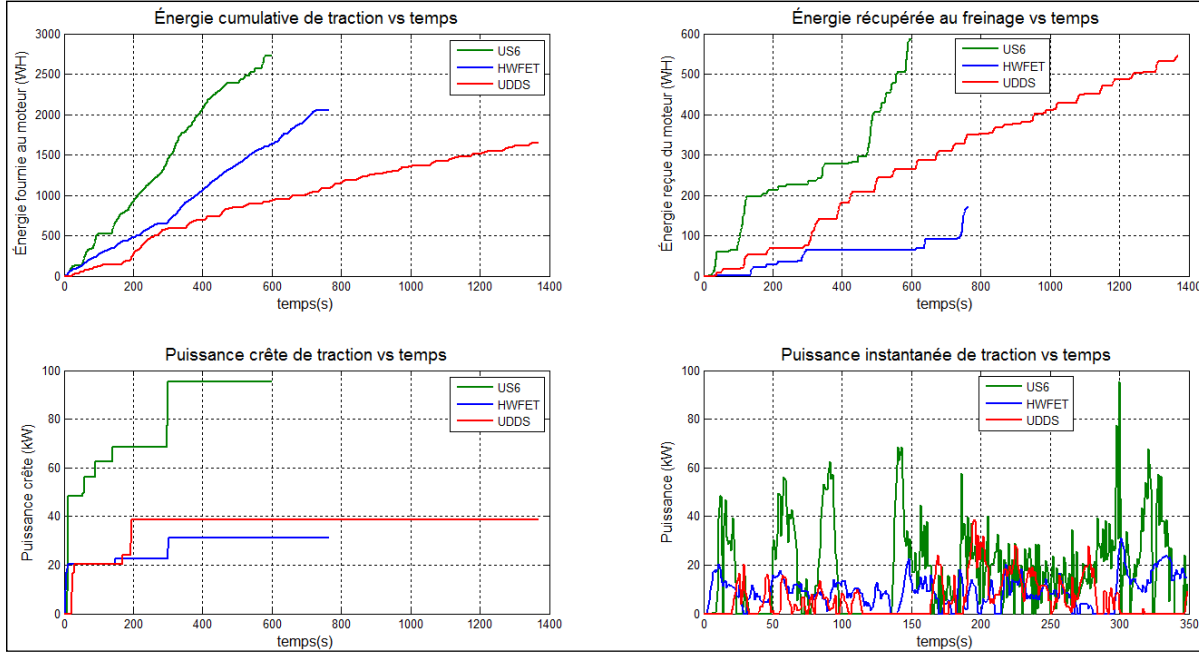 Énergie cumulative de traction vs temps
3000
2500
2000
1500
1000
500
0
Énergie fournie au moteur (WH)
US6
HWFET
UDDS
0 200 400 600 800 1000 1200 1400
temps(s)
Énergie récupérée au freinage vs temps
600
500
400
300
200
100
0
Énergie reçue du moteur (WH)
US6
HWFET
UDDS
0 200 400 600 800 1000 1200 1400
temps(s)
Puissance crête de traction vs temps
100
80
60
40
20
0
Puissance crête (kW)
US6
HWFET
UDDS
0 200 400 600 800 1000 1200 1400
temps(s)
Puissance instantanée de traction vs temps
100
80
60
40
20
0
Puissance (kW)
US6
HWFET
UDDS
0 50 100 150 200 250 300 350
temps(s)